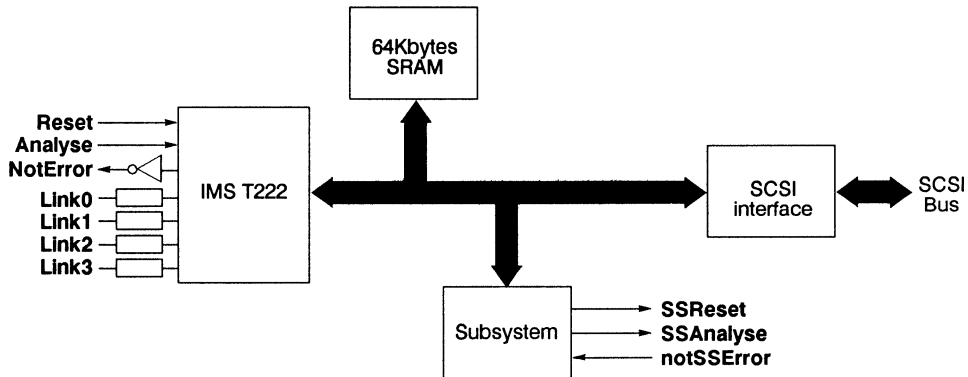 64Kbytes
SRAM
Reset
Analyse
NotError
Link0
Link1
Link2
Link3
IMS T222
SCSI
interface
SCSI
Bus
Subsystem
SSReset
SSAnalyse
notSSError